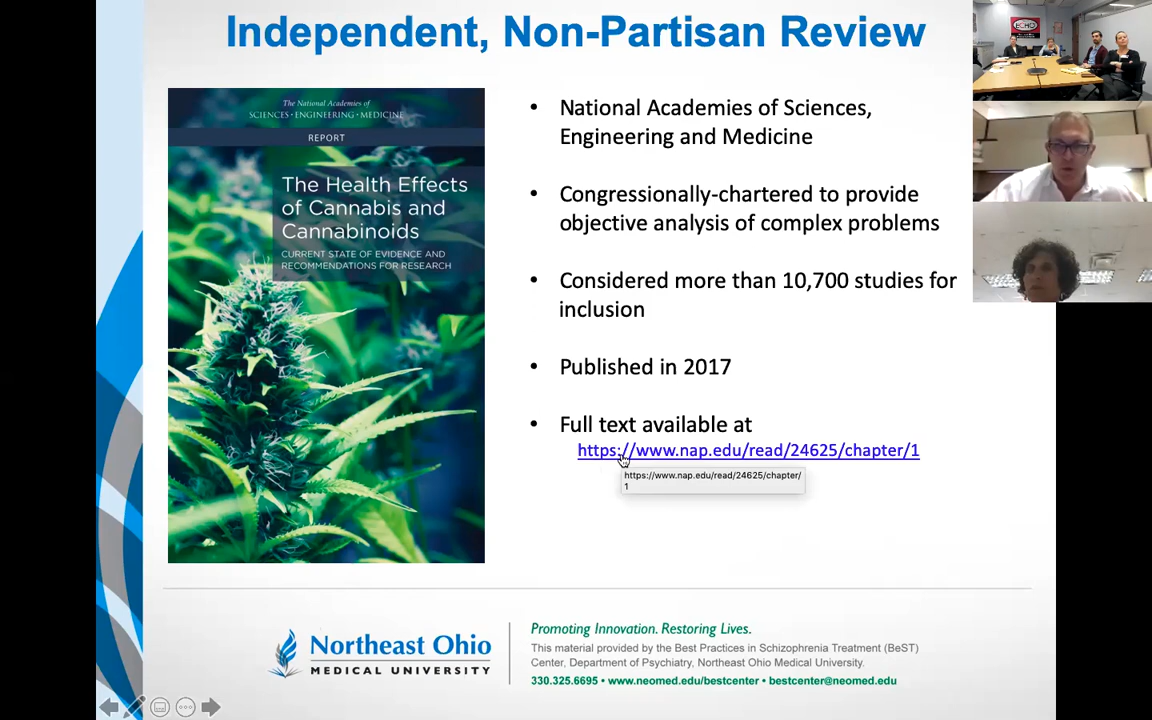 Independent, Non-Partisan Review
The National Academies of
SCIENCES • ENGINEERING • MEDICINE
REPORT
The Health Effects
of Cannabis and
Cannabinoids
CURRENT STATE OF EVIDENCE AND
RECOMMENDATIONS FOR RESEARCH
• National Academies of Sciences,
Engineering and Medicine
• Congressionally-chartered to provide
objective analysis of complex problems
• Considered more than 10,700 studies for
inclusion
• Published in 2017
• Full text available at
https://www.nap.edu/read/24625/chapter/1
https://www.nap.edu/read/24625/chapter/
1
ECHO
Northeast Ohio
MEDICAL UNIVERSITY
Promoting Innovation. Restoring Lives.
This material provided by the Best Practices in Schizophrenia Treatment (BeST)
Center, Department of Psychiatry, Northeast Ohio Medical University.
330.325.6695 • www.neomed.edu/bestcenter • bestcenter@neomed.edu